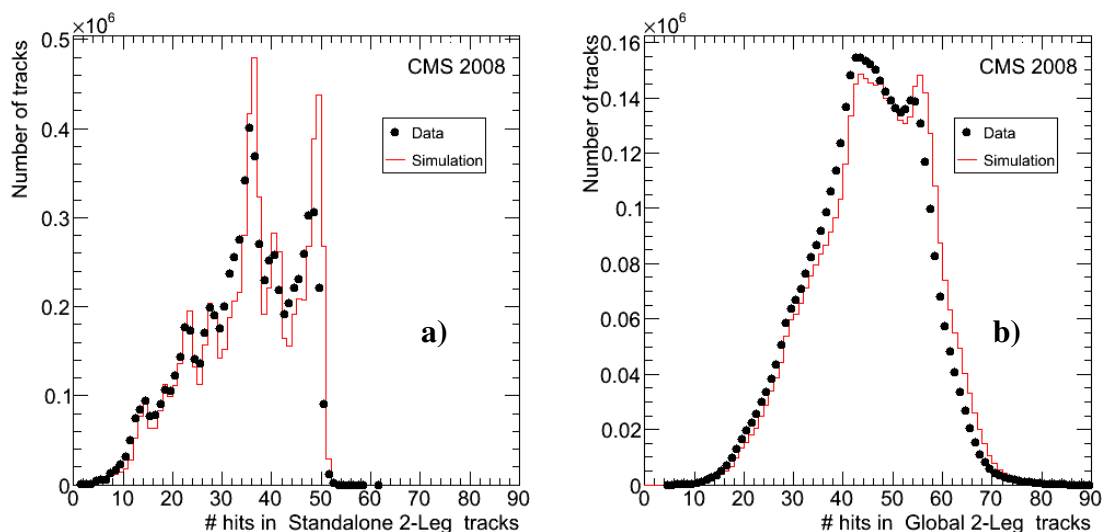 ×10⁶
0.5
0.4
0.3
0.2
0.1
0
Number of tracks
CMS 2008
Data
Simulation
a)
0 10 20 30 40 50 60 70 80 90
# hits in Standalone 2-Leg tracks
×10⁶
0.16
0.14
0.12
0.1
0.08
0.06
0.04
0.02
0
Number of tracks
CMS 2008
Data
Simulation
b)
0 10 20 30 40 50 60 70 80 90
# hits in Global 2-Leg tracks